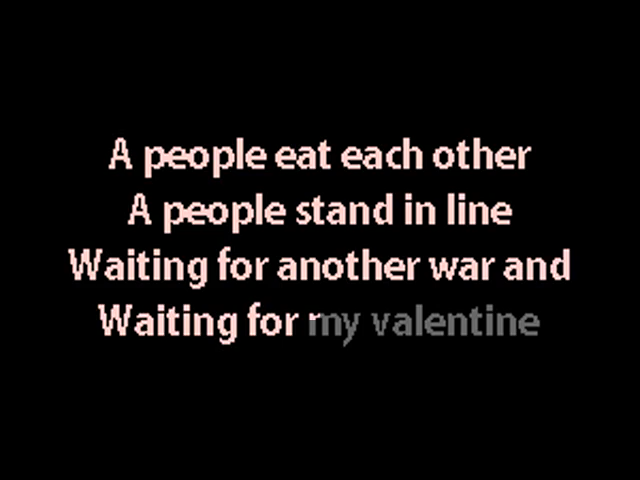 A people eat each other
A people stand in line
Waiting for another war and
Waiting for my valentine